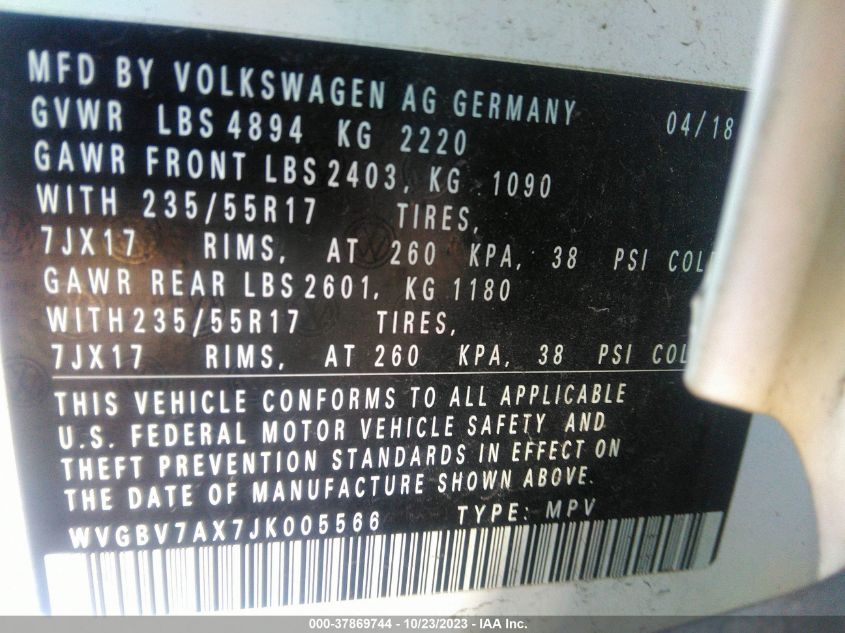 MFD BY VOLKSWAGEN AG GERMANY 04/18
GVWR LBS 4894 KG 2220
GAWR FRONT LBS 2403, KG 1090
WITH 235/55R17 TIRES,
7JX17 RIMS, AT 260 KPA, 38 PSI COL
GAWR REAR LBS 2601, KG 1180
WITH 235/55R17 TIRES,
7JX17 RIMS, AT 260 KPA, 38 PSI COL
THIS VEHICLE CONFORMS TO ALL APPLICABLE
U.S. FEDERAL MOTOR VEHICLE SAFETY AND
THEFT PREVENTION STANDARDS IN EFFECT ON
THE DATE OF MANUFACTURE SHOWN ABOVE.
WVGBV7AX7JK005566 TYPE: MPV
000-37869744 - 10/23/2023 - IAA Inc.